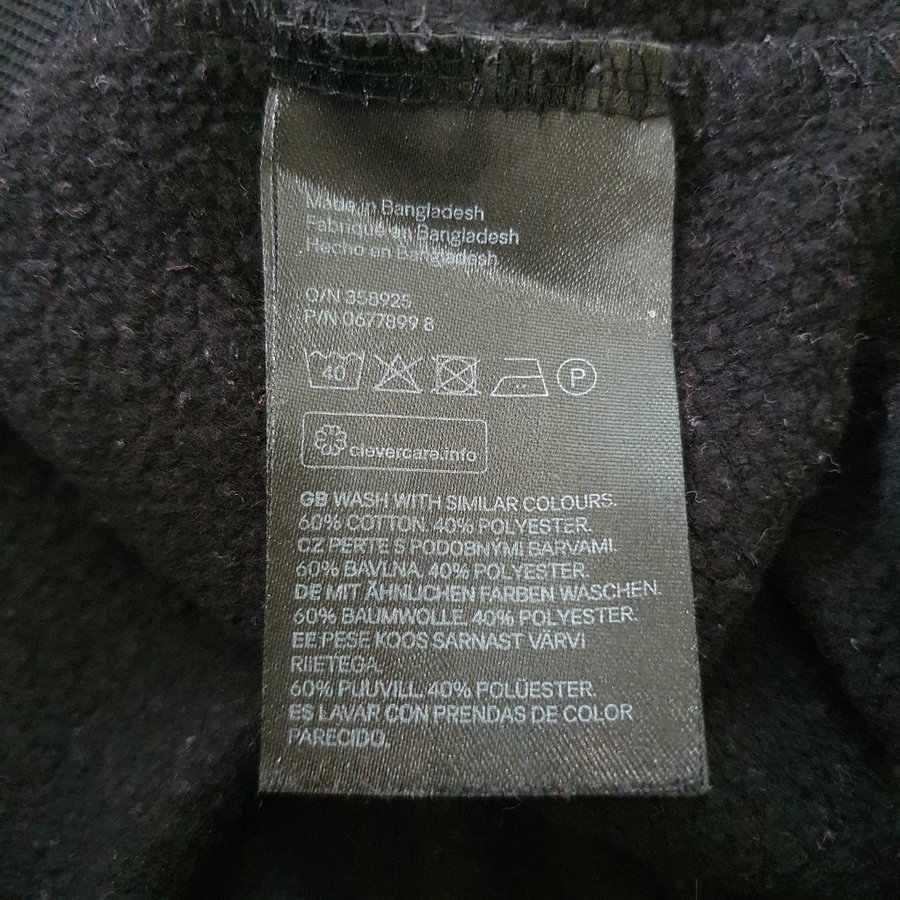 Made in Bangladesh
Fabriqué en Bangladesh
Hecho en Bangladesh
O/N 358925
P/N 0677899 8
40 P
clevercare.info
GB WASH WITH SIMILAR COLOURS.
60% COTTON. 40% POLYESTER.
CZ PERTE S PODOBNÝMI BARVAMI.
60% BAVLNA. 40% POLYESTER.
DE MIT ÄHNLICHEN FARBEN WASCHEN.
60% BAUMWOLLE. 40% POLYESTER.
EE PESE KOOS SARNAST VÄRVI
RIIETEGA.
60% PUUVILL. 40% POLÜESTER.
ES LAVAR CON PRENDAS DE COLOR
PARECIDO.